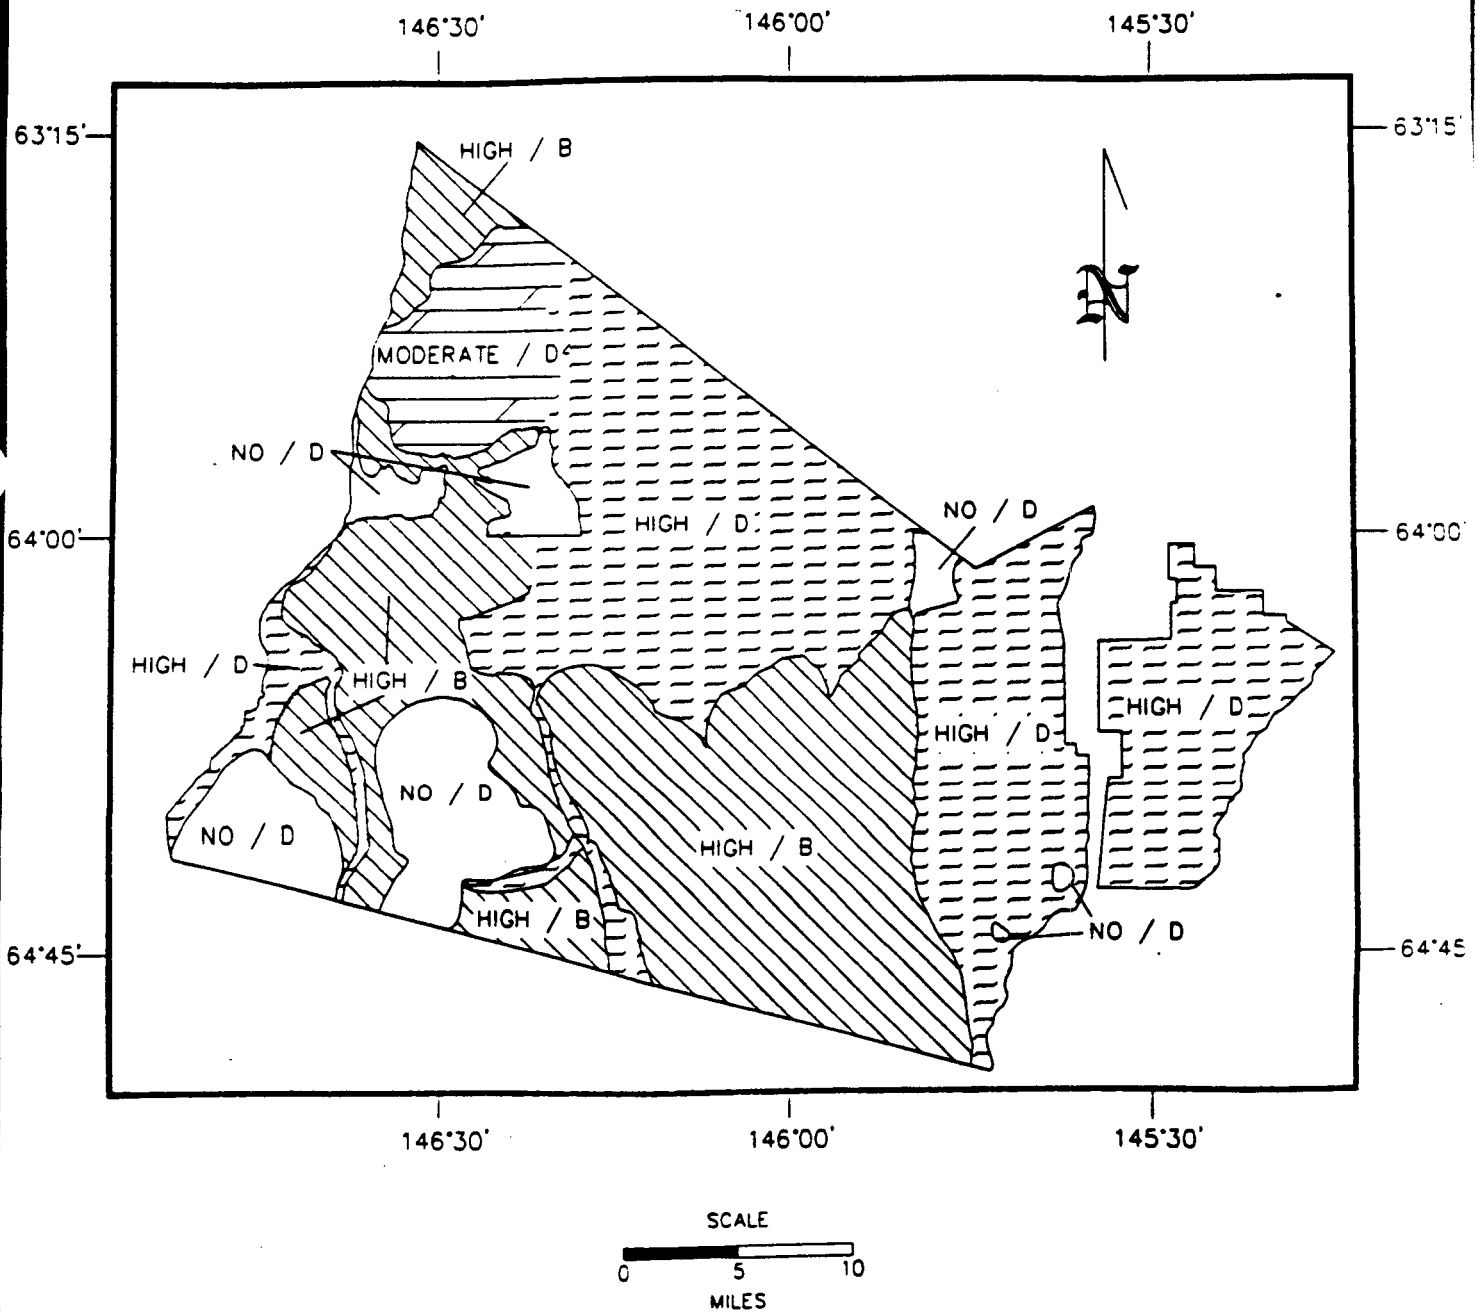 146°30' 146°00' 145°30'
63°15' 63°15'
HIGH / B
N
MODERATE / D
NO / D
HIGH / D
NO / D
64°00' 64°00'
HIGH / D
HIGH / B
HIGH / D
HIGH / D
NO / D
NO / D
HIGH / B
HIGH / B
NO / D
64°45' 64°45'
146°30' 146°00' 145°30'
SCALE
0 5 10
MILES